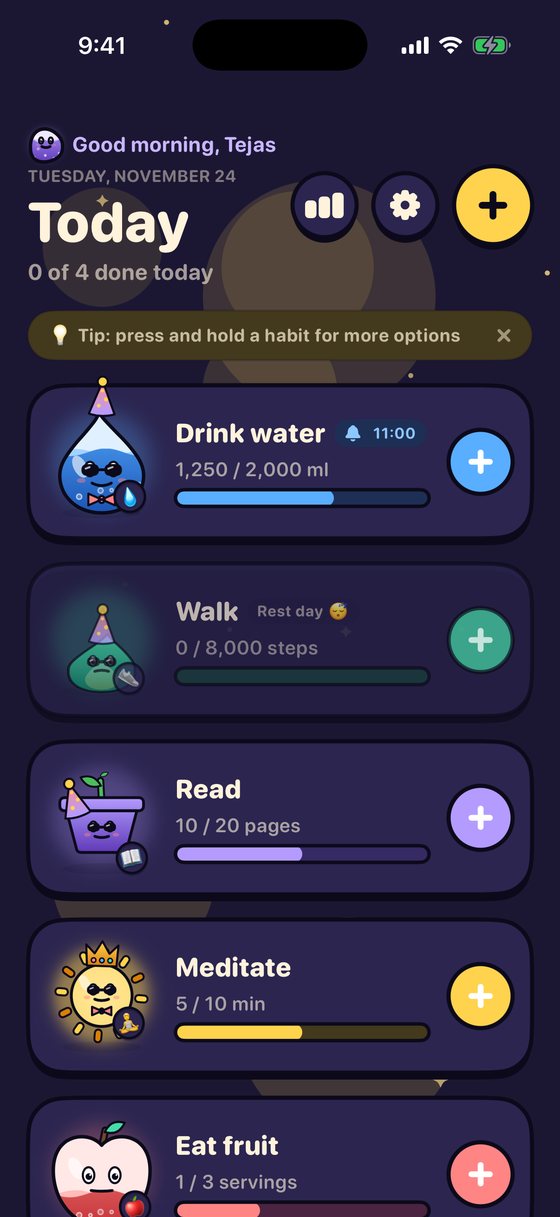 9:41
Good morning, Tejas
TUESDAY, NOVEMBER 24
Today
0 of 4 done today
Tip: press and hold a habit for more options
Drink water 11:00
1,250 / 2,000 ml
Walk Rest day
0 / 8,000 steps
Read
10 / 20 pages
Meditate
5 / 10 min
Eat fruit
1 / 3 servings